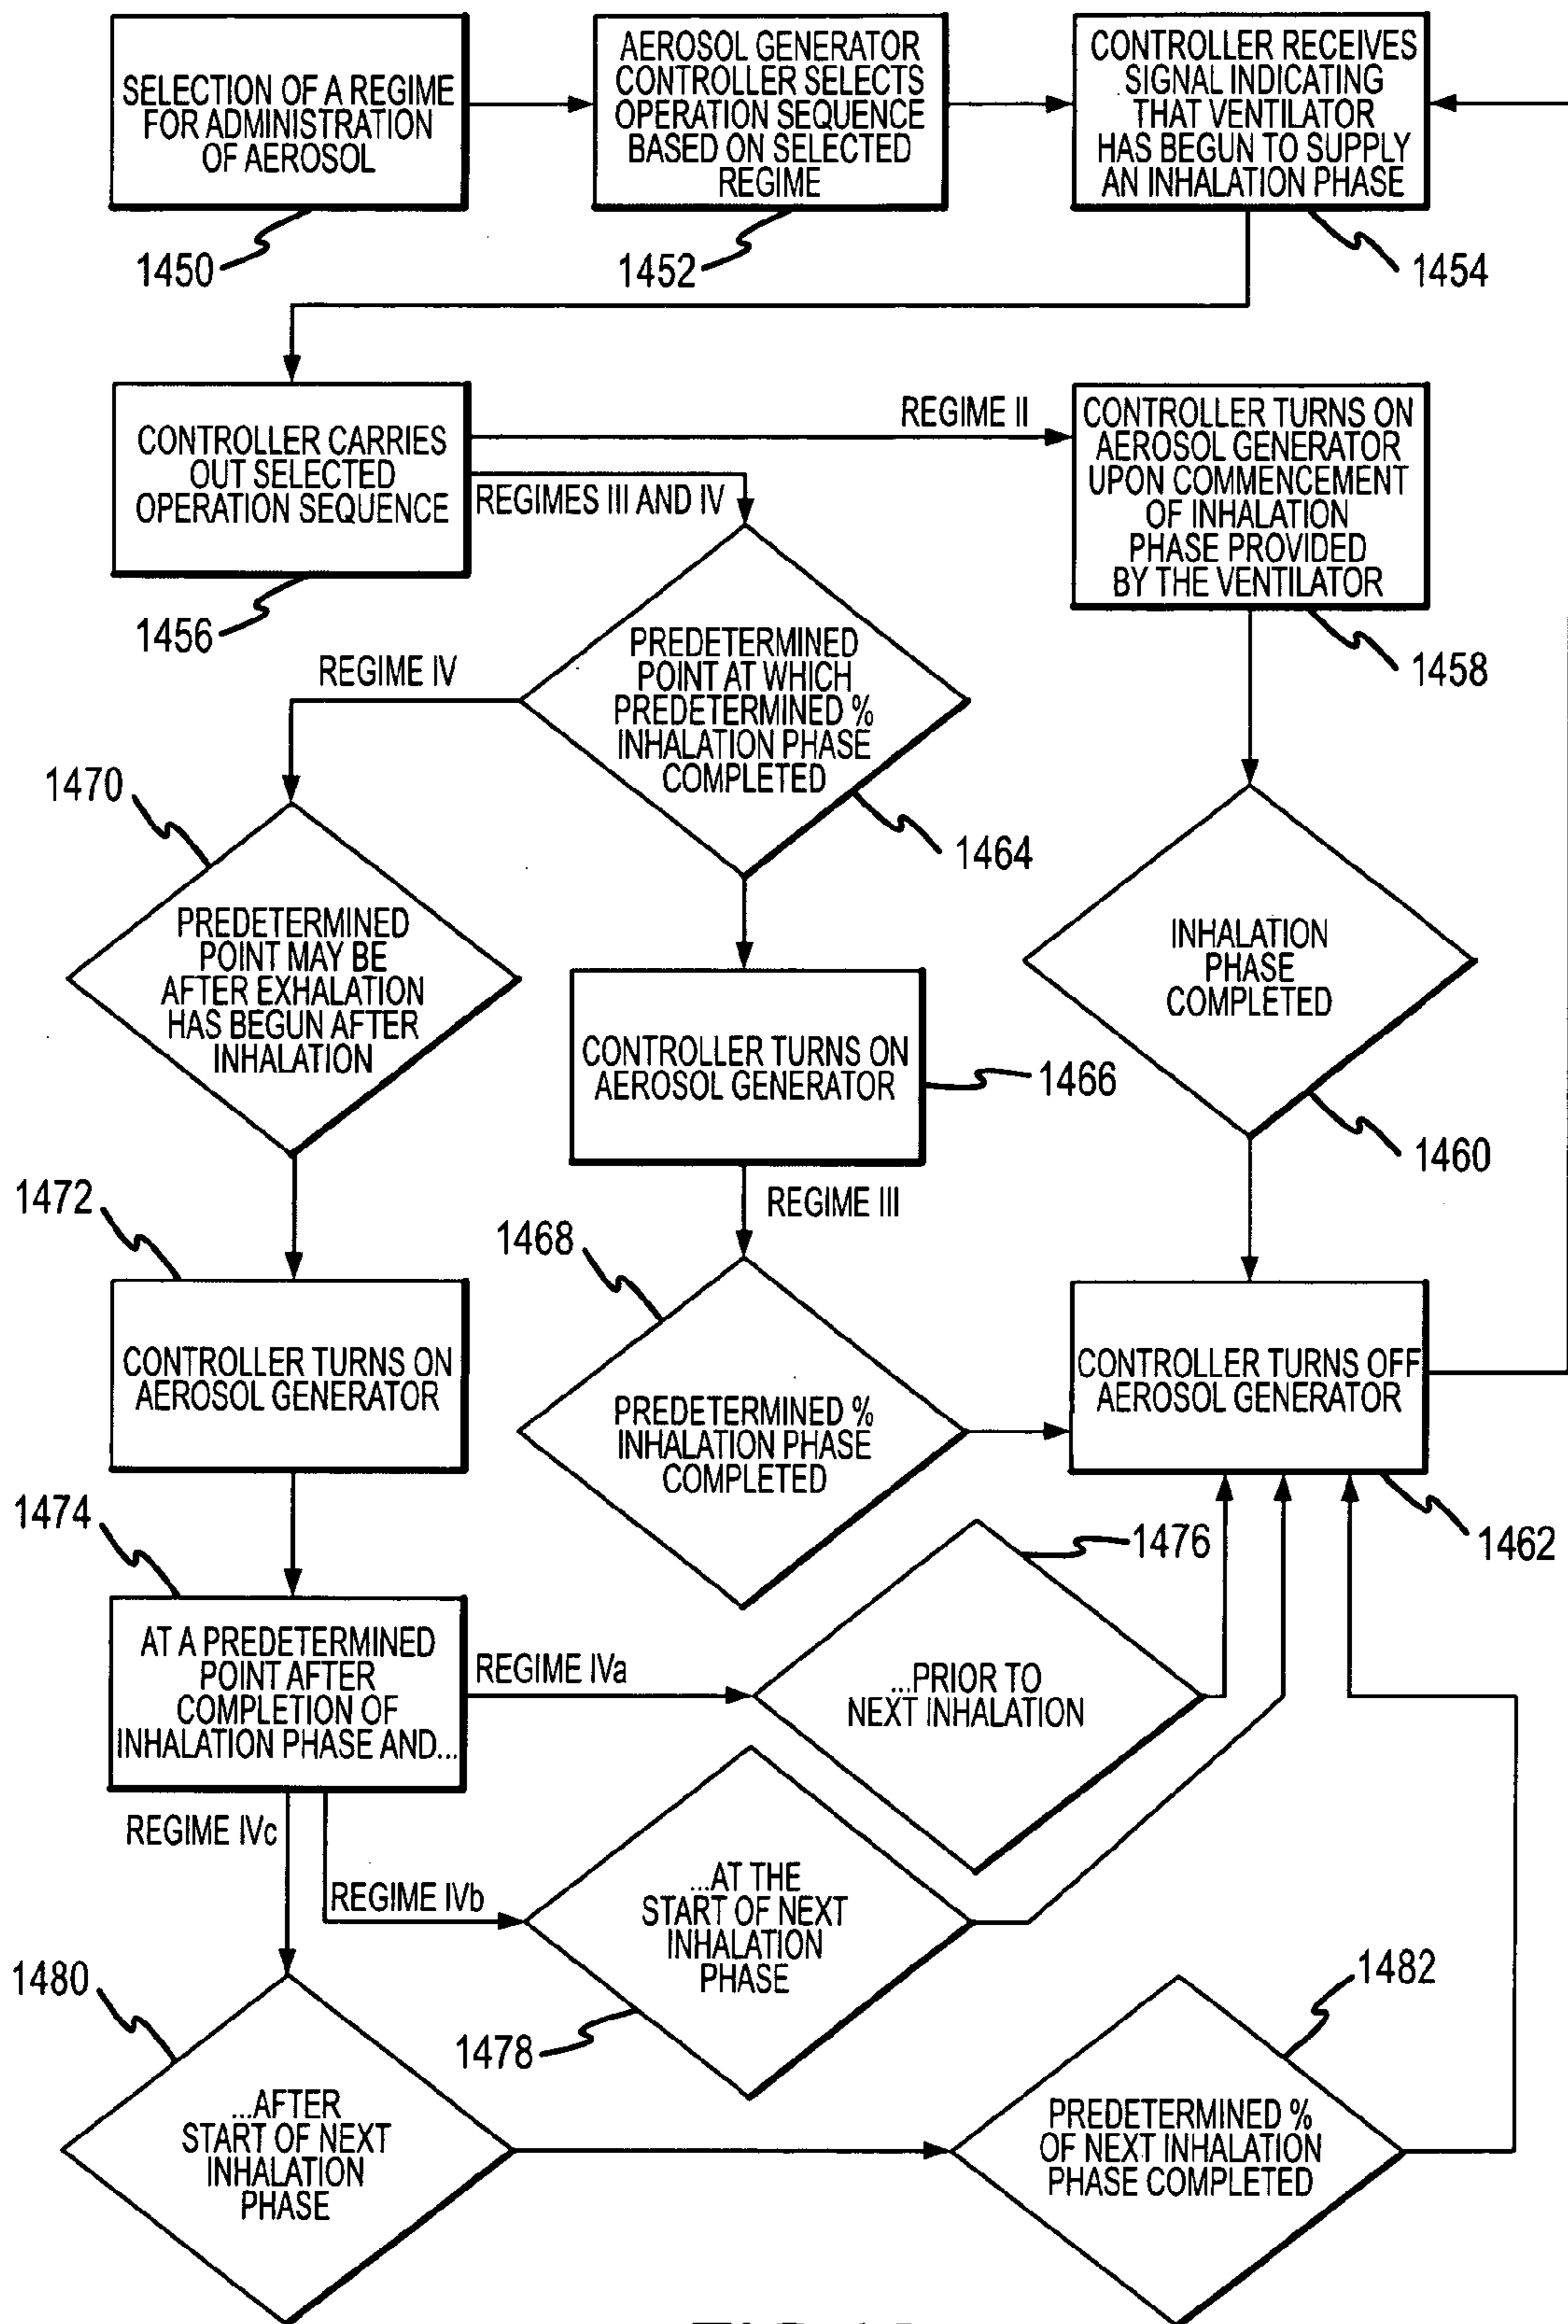 SELECTION OF A REGIME
FOR ADMINISTRATION
OF AEROSOL
1450
AEROSOL GENERATOR
CONTROLLER SELECTS
OPERATION SEQUENCE
BASED ON SELECTED
REGIME
1452
CONTROLLER RECEIVES
SIGNAL INDICATING
THAT VENTILATOR
HAS BEGUN TO SUPPLY
AN INHALATION PHASE
1454
CONTROLLER CARRIES
OUT SELECTED
OPERATION SEQUENCE
1456
REGIME II
REGIMES III AND IV
CONTROLLER TURNS ON
AEROSOL GENERATOR
UPON COMMENCEMENT
OF INHALATION
PHASE PROVIDED
BY THE VENTILATOR
1458
REGIME IV
PREDETERMINED
POINT AT WHICH
PREDETERMINED %
INHALATION PHASE
COMPLETED
1464
1470
PREDETERMINED
POINT MAY BE
AFTER EXHALATION
HAS BEGUN AFTER
INHALATION
CONTROLLER TURNS ON
AEROSOL GENERATOR
1466
INHALATION
PHASE
COMPLETED
1460
REGIME III
1472
CONTROLLER TURNS ON
AEROSOL GENERATOR
1468
PREDETERMINED %
INHALATION PHASE
COMPLETED
CONTROLLER TURNS OFF
AEROSOL GENERATOR
1462
1474
AT A PREDETERMINED
POINT AFTER
COMPLETION OF
INHALATION PHASE AND...
REGIME IVa
1476
...PRIOR TO
NEXT INHALATION
REGIME IVc
REGIME IVb
...AT THE
START OF NEXT
INHALATION
PHASE
1478
1480
...AFTER
START OF NEXT
INHALATION
PHASE
1482
PREDETERMINED %
OF NEXT INHALATION
PHASE COMPLETED